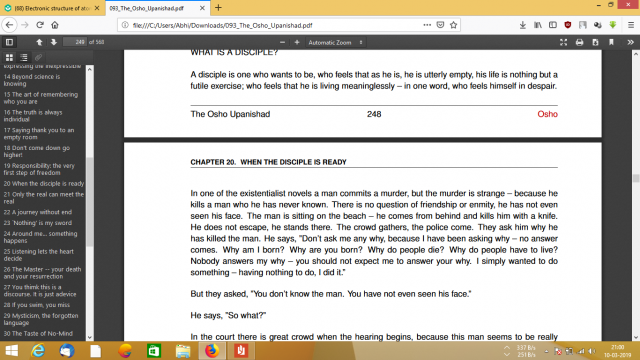 (60) Electronic structure of ato
093_The_Osho_Upanishad.pdf
file:///C:/Users/Abhi/Downloads/093_The_Osho_Upanishad.pdf
Search
249 of 568
Automatic Zoom
expressing the inexpressible
14 Beyond science is
knowing
15 The art of remembering
who you are
16 The truth is always
individual
17 Saying thank you to an
empty room
18 Don't come down go
higher!
19 Responsibility: the very
first step of freedom
20 When the disciple is ready
21 Only the real can meet the
real
22 A journey without end
23 'Nothing' is my sword
24 Around me... something
happens
25 Listening lets the heart
decide
26 The Master -- your death
and your resurrection
27 You think this is a
discourse. It is just adevice
28 If you swim, you miss
29 Mysticism, the forgotten
language
30 The Taste of No-Mind
WHAT IS A DISCIPLE?
A disciple is one who wants to be, who feels that as he is, he is utterly empty, his life is nothing but a
futile exercise; who feels that he is living meaninglessly – in one word, who feels himself in despair.
The Osho Upanishad 248 Osho
CHAPTER 20. WHEN THE DISCIPLE IS READY
In one of the existentialist novels a man commits a murder, but the murder is strange – because he
kills a man who he has never known. There is no question of friendship or enmity, he has not even
seen his face. The man is sitting on the beach – he comes from behind and kills him with a knife.
He does not escape, he stands there. The crowd gathers, the police come. They ask him why he
has killed the man. He says, "Don't ask me any why, because I have been asking why – no answer
comes. Why am I born? Why are you born? Why do people die? Why do people have to live?
Nobody answers my why – you should not expect me to answer your why. I simply wanted to do
something – having nothing to do, I did it."
But they asked, "You don't know the man. You have not even seen his face."
He says, "So what?"
In the court there is great crowd when the hearing begins, because this man seems to be really
21:00
10-03-2019